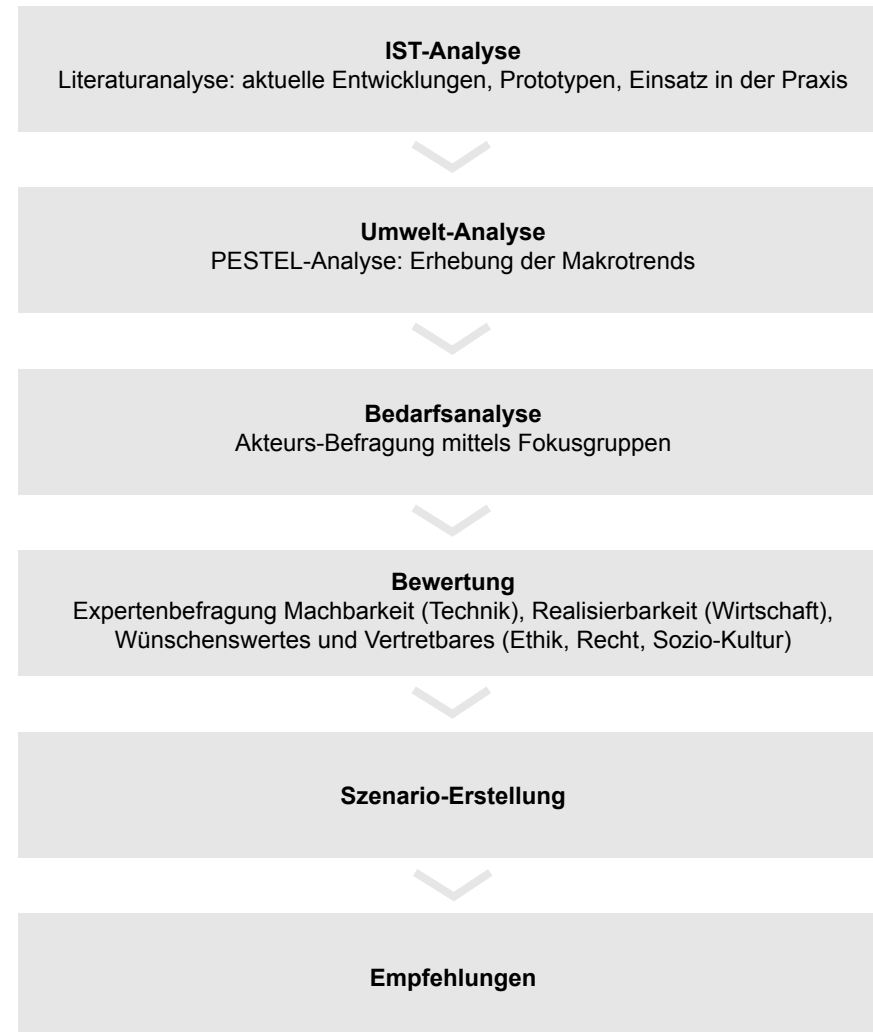 IST-Analyse
Literaturanalyse: aktuelle Entwicklungen, Prototypen, Einsatz in der Praxis
Umwelt-Analyse
PESTEL-Analyse: Erhebung der Makrotrends
Bedarfsanalyse
Akteurs-Befragung mittels Fokusgruppen
Bewertung
Expertenbefragung Machbarkeit (Technik), Realisierbarkeit (Wirtschaft),
Wünschenswertes und Vertretbares (Ethik, Recht, Sozio-Kultur)
Szenario-Erstellung
Empfehlungen